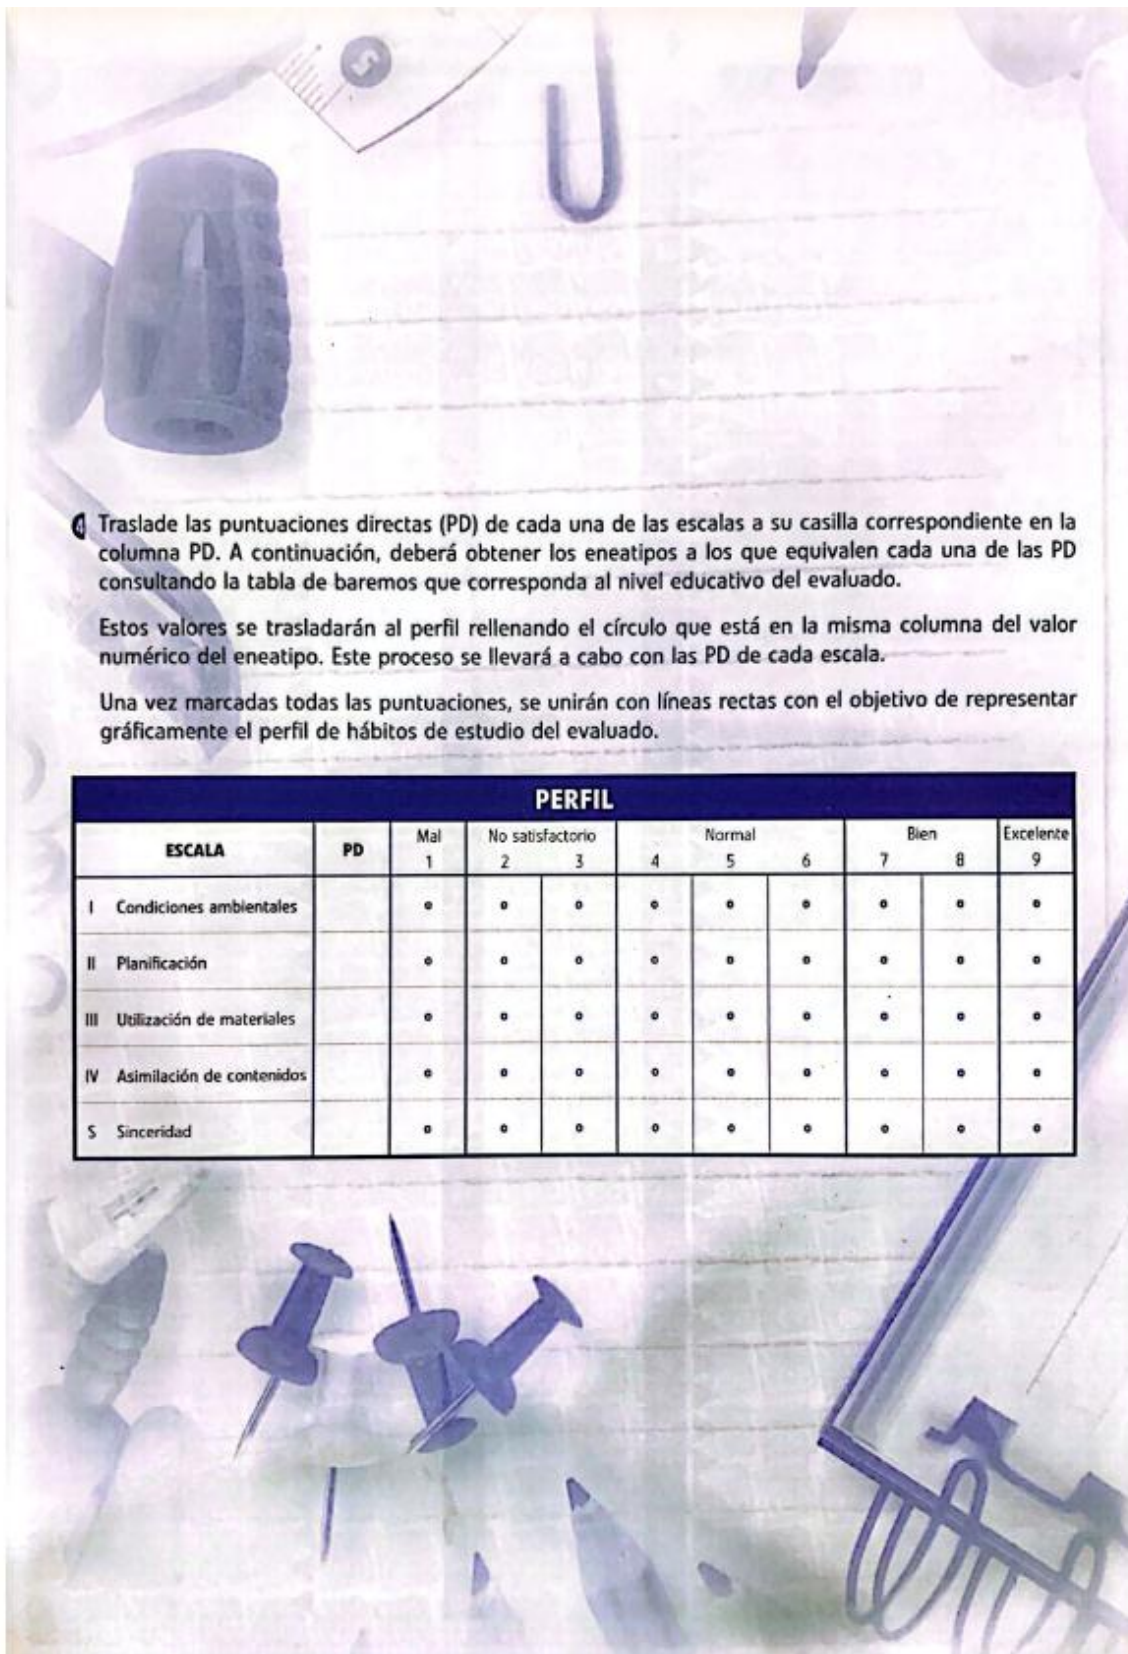 5
4 Traslade las puntuaciones directas (PD) de cada una de las escalas a su casilla correspondiente en la
columna PD. A continuación, deberá obtener los eneatipos a los que equivalen cada una de las PD
consultando la tabla de baremos que corresponda al nivel educativo del evaluado.
Estos valores se trasladarán al perfil rellenando el círculo que está en la misma columna del valor
numérico del eneatipo. Este proceso se llevará a cabo con las PD de cada escala.
Una vez marcadas todas las puntuaciones, se unirán con líneas rectas con el objetivo de representar
gráficamente el perfil de hábitos de estudio del evaluado.
PERFIL
ESCALA PD Mal No satisfactorio Normal Bien Excelente
1 2 3 4 5 6 7 8 9
I Condiciones ambientales
II Planificación
III Utilización de materiales
IV Asimilación de contenidos
S Sinceridad